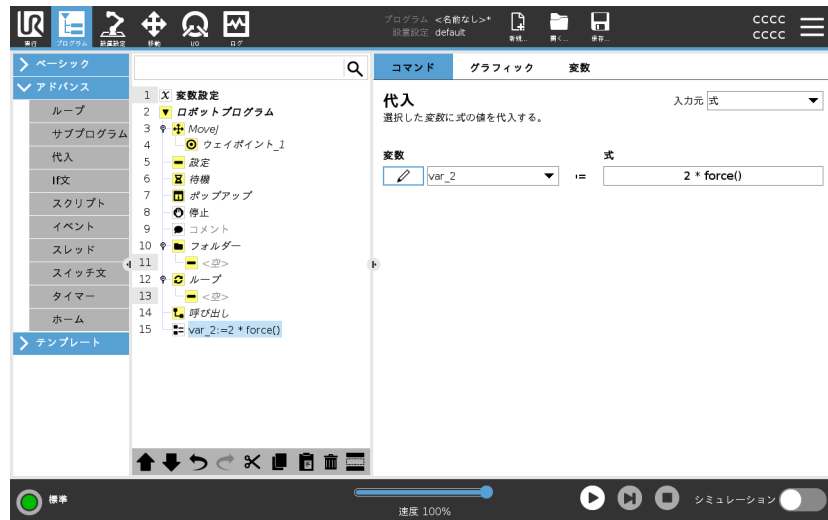 UR
実行
プログラム
設置設定
移動
I/O
ログ
プログラム <名前なし>*
設置設定 default
新規...
開く...
保存...
CCCC
CCCC
ベーシック
アドバンス
ループ
サブプログラム
代入
If文
スクリプト
イベント
スレッド
スイッチ文
タイマー
ホーム
テンプレート
1 X 変数設定
2 ロボットプログラム
3 MoveJ
4 ウェイポイント_1
5 設定
6 待機
7 ポップアップ
8 停止
9 コメント
10 フォルダー
11 <空>
12 ループ
13 <空>
14 呼び出し
15 var_2:=2 * force()
コマンド グラフィック 変数
代入
入力元 式
選択した変数に式の値を代入する。
変数 式
var_2 := 2 * force()
標準
速度 100%
シミュレーション